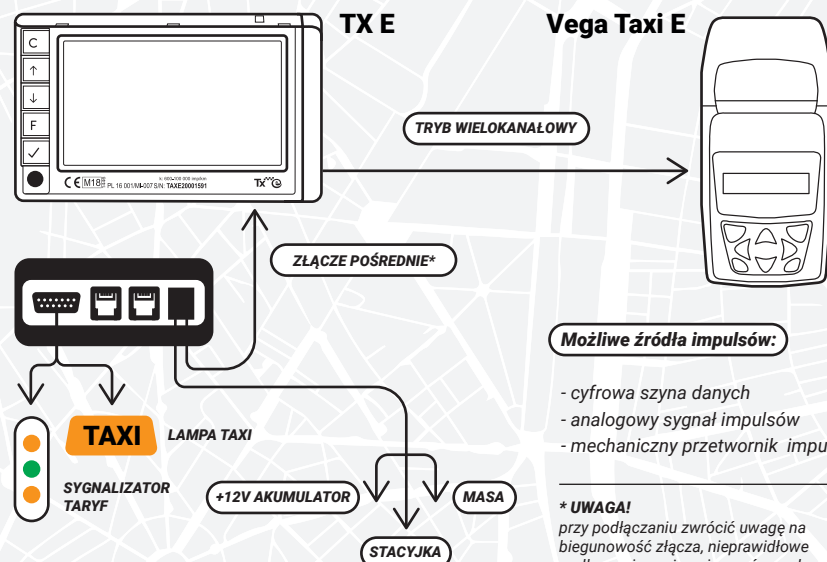 TX E
Vega Taxi E
C
↑
↓
F
✓
CE M18 PL 16 001/MI-007 S/N: TAXE20001591
Tx e
TRYB WIELOKANAŁOWY
ZŁĄCZE POŚREDNIE*
TAXI
LAMPA TAXI
SYGNALIZATOR
TARYF
+12V AKUMULATOR
MASA
STACYJKA
Możliwe źródła impulsów:
- cyfrowa szyna danych
- analogowy sygnał impulsów
- mechaniczny przetwornik impu
* UWAGA!
przy podłączaniu zwrócić uwagę na
biegunowość złącza, nieprawidłowe